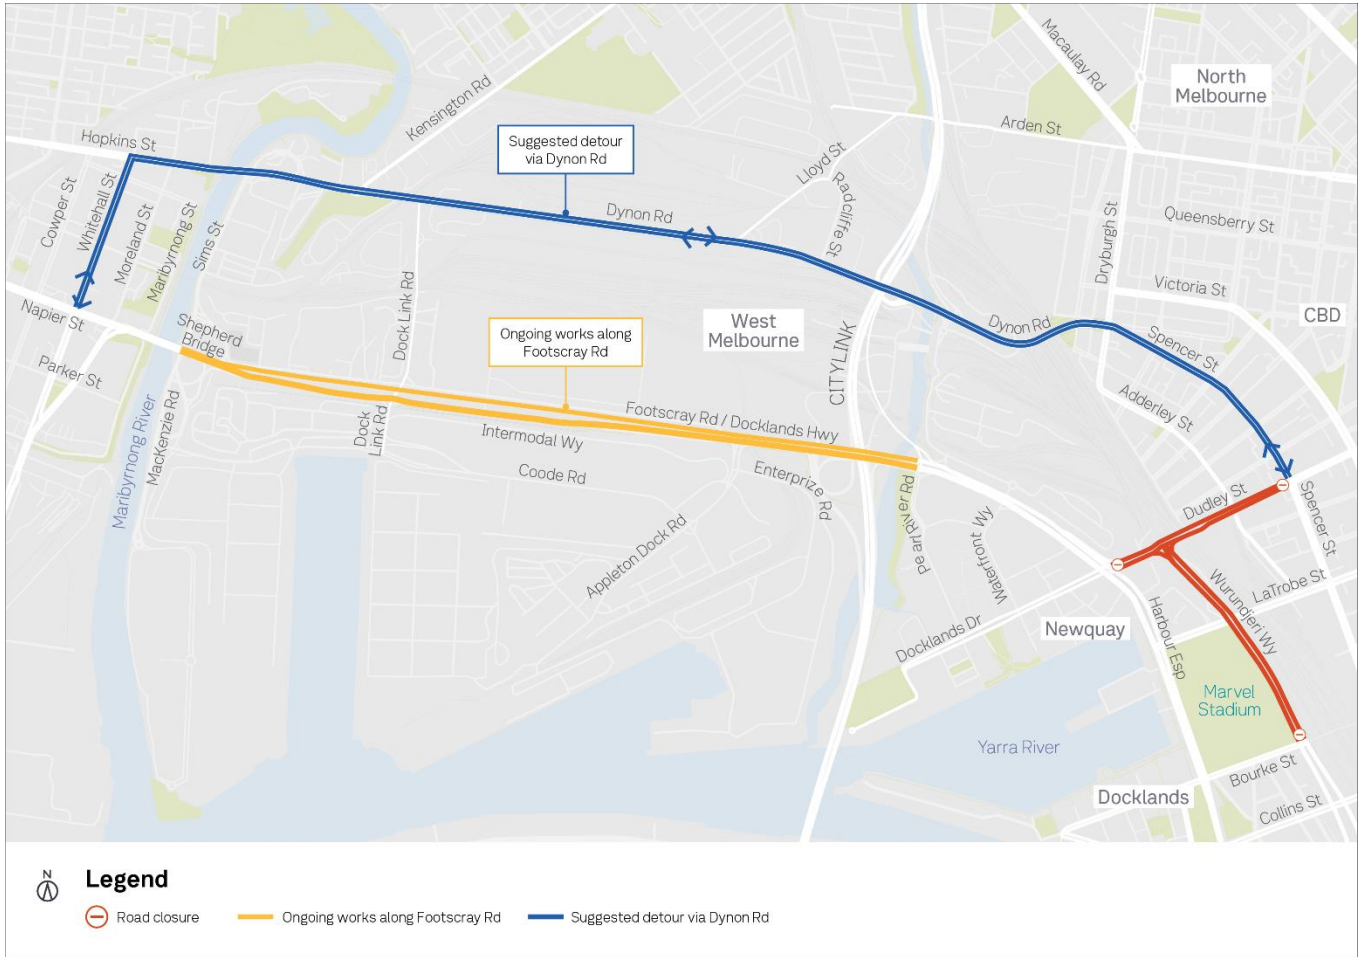 Macaulay Rd
North
Melbourne
Kensington Rd
Arden St
Hopkins St
Suggested detour
via Dynon Rd
Lloyd St
Radcliffe St
Cowper St
Whitehall St
Moreland St
Maribyrnong St
Sims St
Dynon Rd
Queensberry St
Dryburgh St
Victoria St
Dock Link Rd
Napier St
Shepherd
Bridge
Ongoing works along
Footscray Rd
West
Melbourne
CITYLINK
Dynon Rd
Spencer St
CBD
Parker St
Adderley St
Maribyrnong River
MacKenzie Rd
Dock
Link Rd
Footscray Rd / Docklands Hwy
Intermodal Wy
Coode Rd
Enterprize Rd
Pearl River Rd
Waterfront Wy
Dudley St
Spencer St
Appleton Dock Rd
Wurundjeri Wy
LaTrobe St
Docklands Dr
Newquay
Harbour Esp
Marvel
Stadium
Yarra River
Bourke St
Docklands
Collins St
N
Legend
Road closure
Ongoing works along Footscray Rd
Suggested detour via Dynon Rd